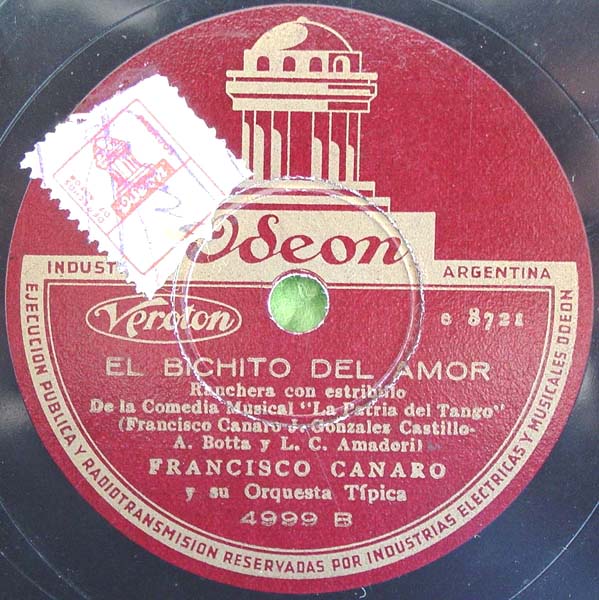 Odeon
INDUST
ARGENTINA
Veroton
e 8721
EL BICHITO DEL AMOR
Ranchera con estribillo
De la Comedia Musical "La Patria del Tango"
(Francisco Canaro-J. Gonzalez Castillo-
A. Botta y L. C. Amadori)
FRANCISCO CANARO
y su Orquesta Típica
4999 B
EJECUCION PUBLICA Y RADIOTRANSMISION RESERVADAS POR INDUSTRIAS ELECTRICAS Y MUSICALES ODEON